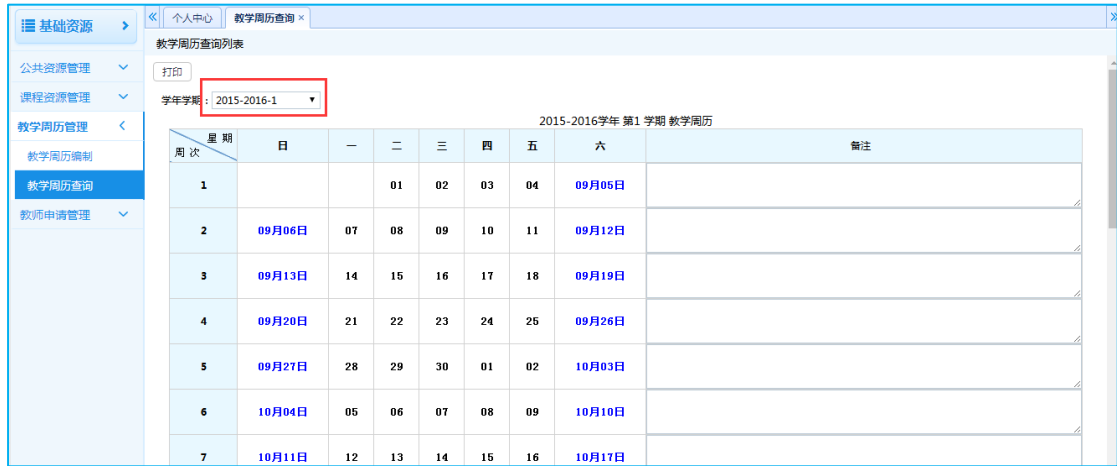 基础资源
公共资源管理
课程资源管理
教学周历管理
教学周历编制
教学周历查询
教师申请管理
个人中心 教学周历查询 ×
教学周历查询列表
打印
学年学期: 2015-2016-1
2015-2016学年 第1 学期 教学周历
星 期
周 次 日 一 二 三 四 五 六 备注
1 01 02 03 04 09月05日
2 09月06日 07 08 09 10 11 09月12日
3 09月13日 14 15 16 17 18 09月19日
4 09月20日 21 22 23 24 25 09月26日
5 09月27日 28 29 30 01 02 10月03日
6 10月04日 05 06 07 08 09 10月10日
7 10月11日 12 13 14 15 16 10月17日